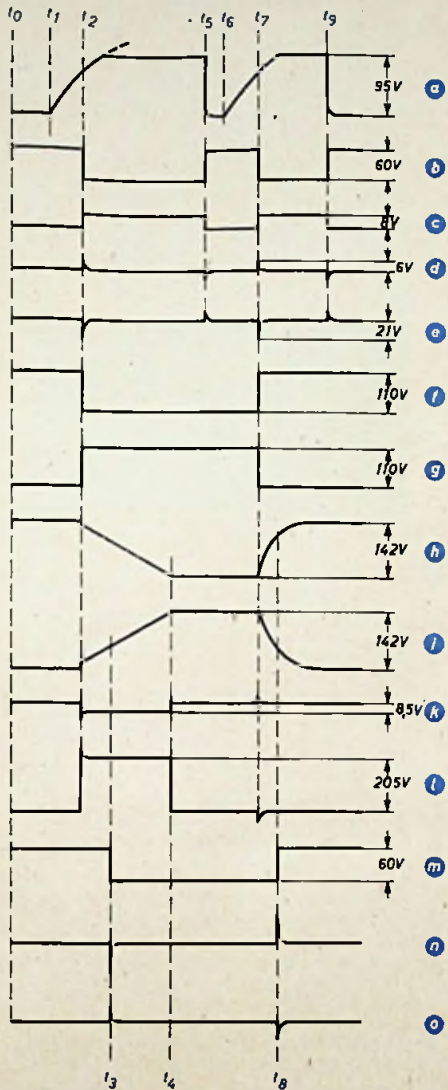 t0 t1 t2 t5 t6 t7 t9
95V a
60V b
8V c
6V d
21V e
110V f
110V g
142V h
142V i
8,5V k
205V l
60V m
n
o
t3 t4 t8